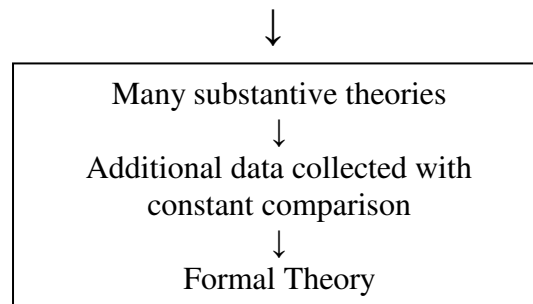 ↓
Many substantive theories
↓
Additional data collected with
constant comparison
↓
Formal Theory